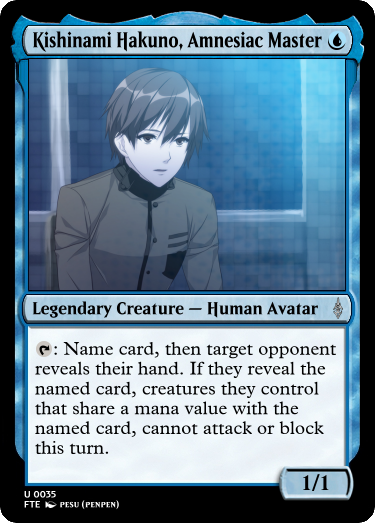 Kishinami Hakuno, Amnesiac Master
Legendary Creature — Human Avatar
: Name card, then target opponent
reveals their hand. If they reveal the
named card, creatures they control
that share a mana value with the
named card, cannot attack or block
this turn.
1/1
U 0035
FTE PESU (PENPEN)